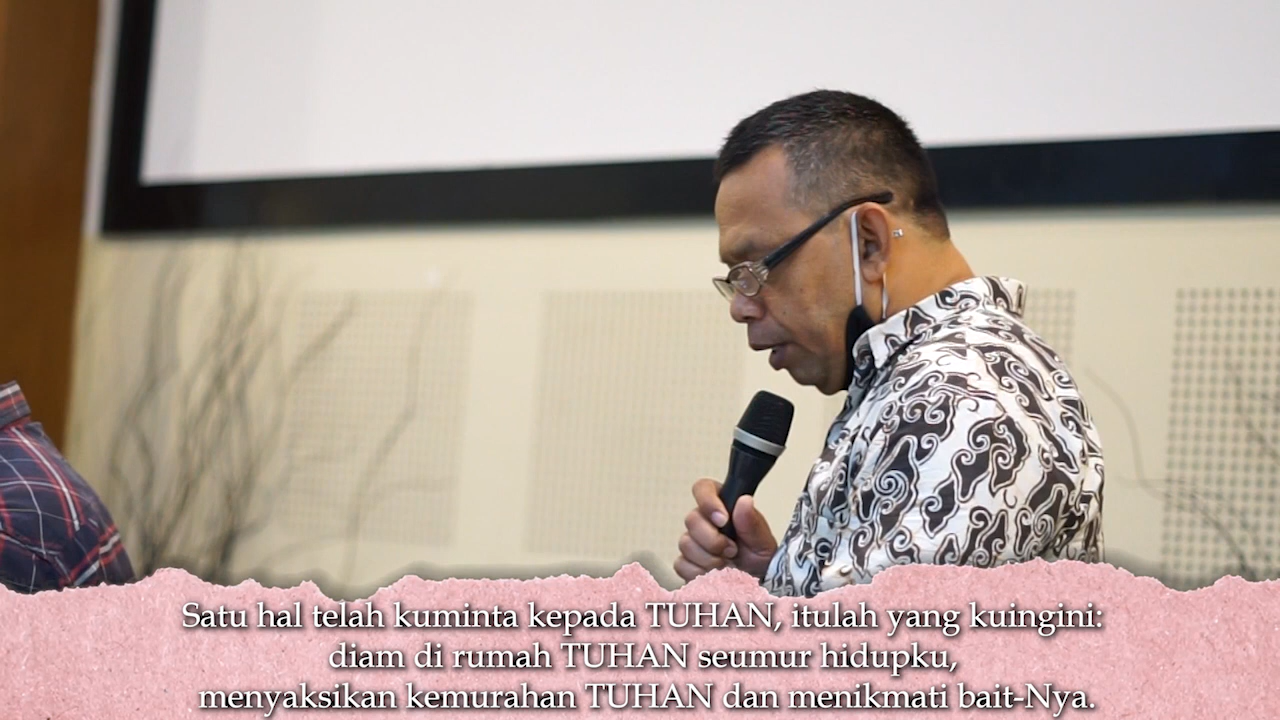 Satu hal telah kuminta kepada TUHAN, itulah yang kuingini:
diam di rumah TUHAN seumur hidupku,
menyaksikan kemurahan TUHAN dan menikmati bait-Nya.